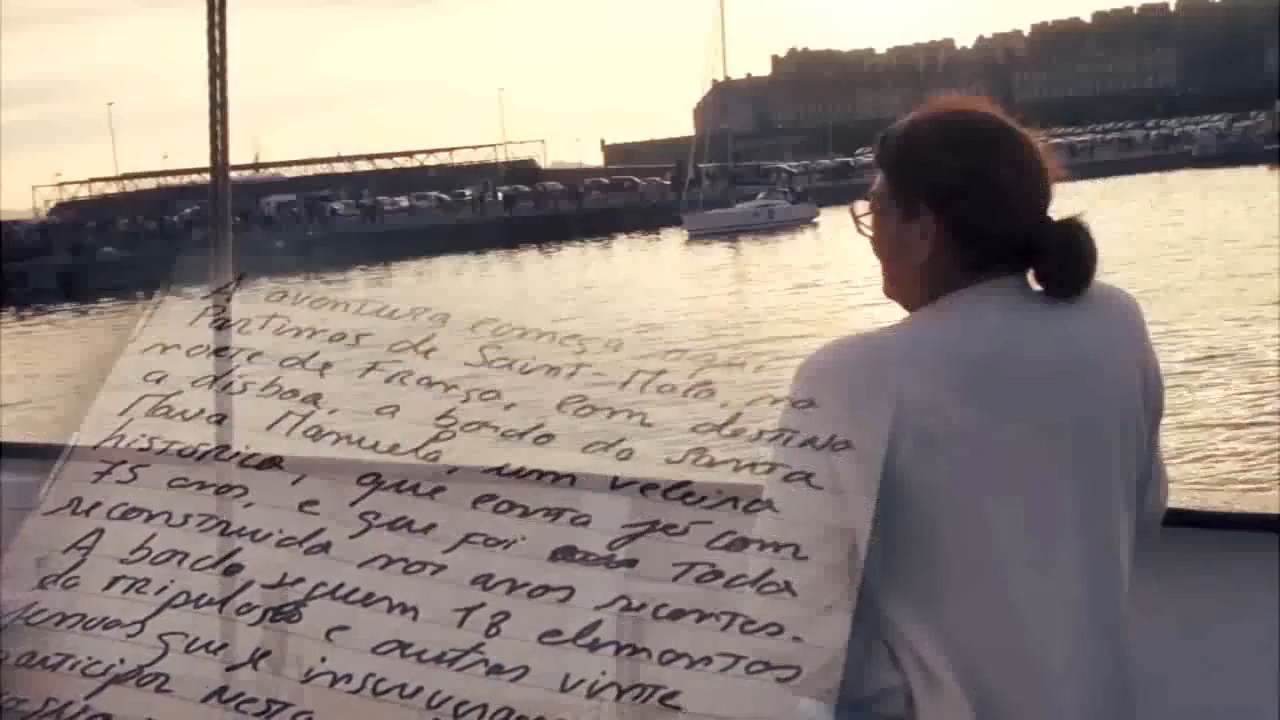 A aventura começa aqui.
Partimos de Saint-Malo, no
norte de França, com destino
a Lisboa, a bordo do Santa
Maria Manuela, um veleiro
histórico, que conta já com
75 anos, e que foi todo
reconstruído nos anos recentes.
A bordo seguem 18 elementos
da tripulação e outros vinte
que se inscreveram
participar nesta